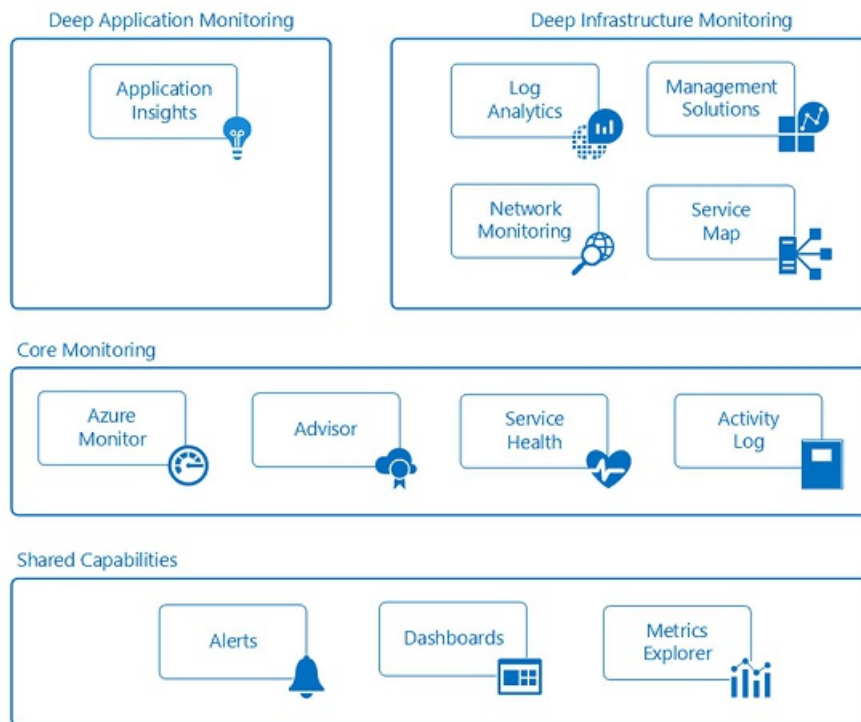 Deep Application Monitoring
Application
Insights
Deep Infrastructure Monitoring
Log
Analytics
Management
Solutions
Network
Monitoring
Service
Map
Core Monitoring
Azure
Monitor
Advisor
Service
Health
Activity
Log
Shared Capabilities
Alerts
Dashboards
Metrics
Explorer